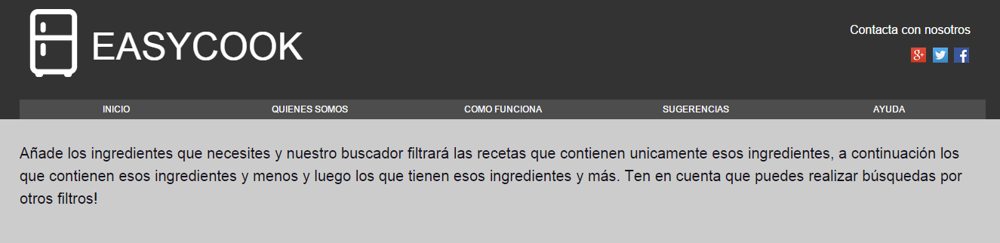 EASYCOOK
Contacta con nosotros
INICIO QUIENES SOMOS COMO FUNCIONA SUGERENCIAS AYUDA
Añade los ingredientes que necesites y nuestro buscador filtrará las recetas que contienen unicamente esos ingredientes, a continuación los
que contienen esos ingredientes y menos y luego los que tienen esos ingredientes y más. Ten en cuenta que puedes realizar búsquedas por
otros filtros!